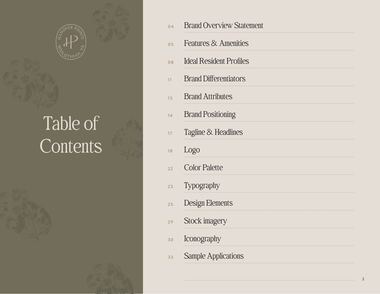 HP
Table of
Contents
04 Brand Overview Statement
05 Features & Amenities
08 Ideal Resident Profiles
11 Brand Differentiators
13 Brand Attributes
14 Brand Positioning
17 Tagline & Headlines
18 Logo
22 Color Palette
23 Typography
25 Design Elements
29 Stock imagery
30 Iconography
33 Sample Applications